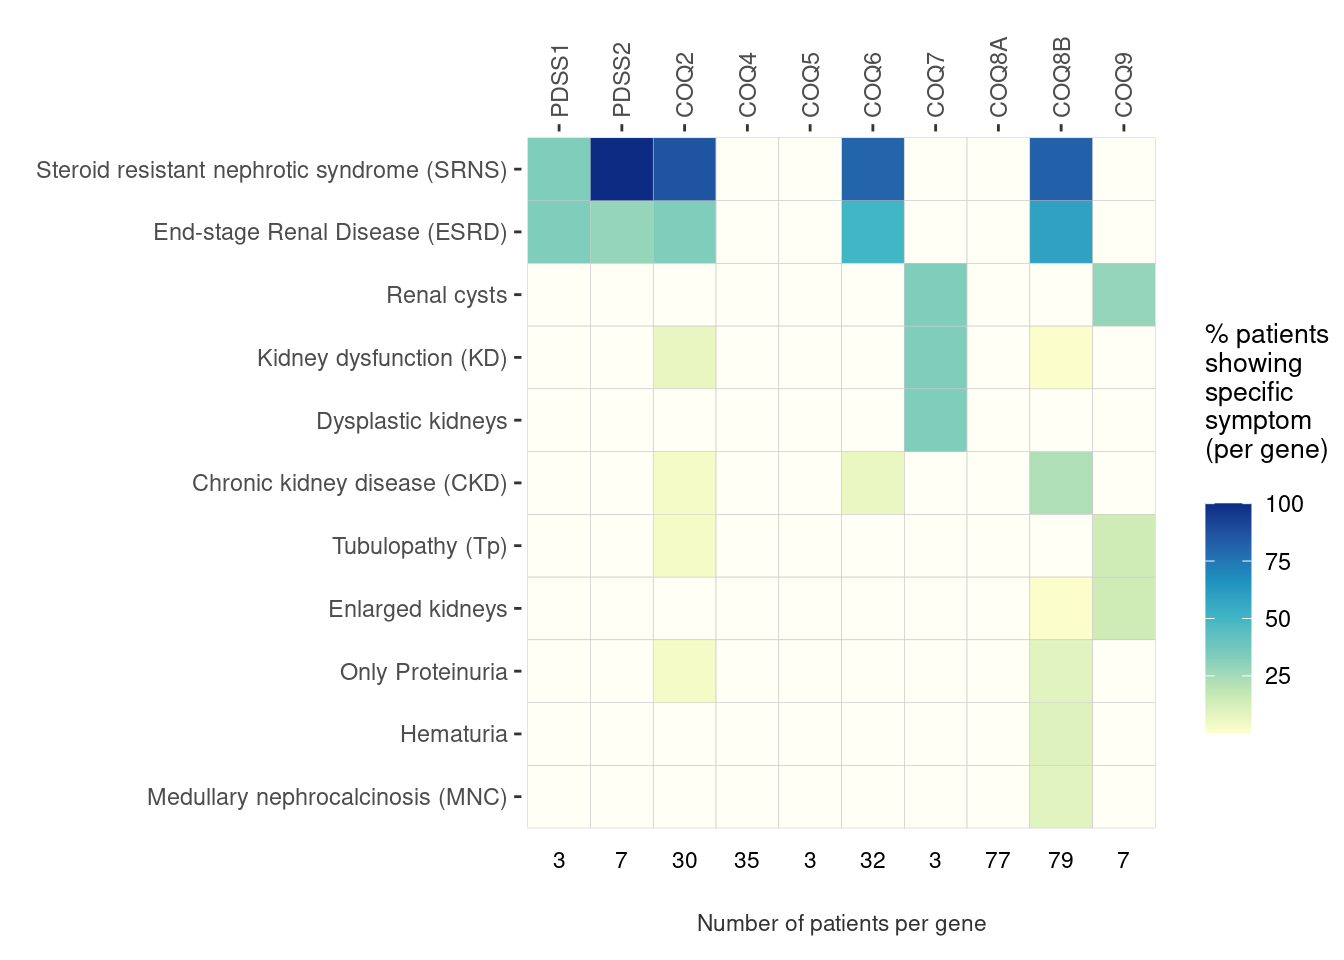 PDSS1
PDSS2
COQ2
COQ4
COQ5
COQ6
COQ7
COQ8A
COQ8B
COQ9
Steroid resistant nephrotic syndrome (SRNS)
End-stage Renal Disease (ESRD)
Renal cysts
Kidney dysfunction (KD)
Dysplastic kidneys
Chronic kidney disease (CKD)
Tubulopathy (Tp)
Enlarged kidneys
Only Proteinuria
Hematuria
Medullary nephrocalcinosis (MNC)
3 7 30 35 3 32 3 77 79 7
Number of patients per gene
% patients
showing
specific
symptom
(per gene)
100
75
50
25